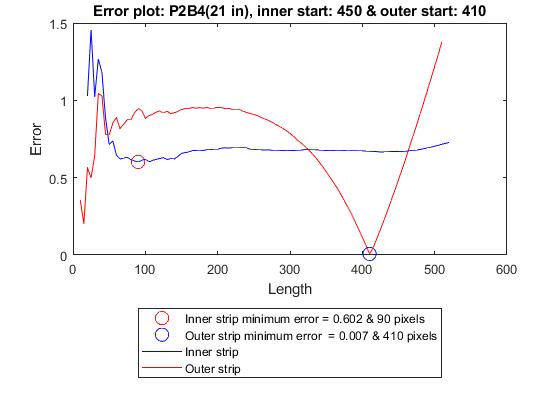 Error plot: P2B4(21 in), inner start: 450 & outer start: 410
1.5
1
0.5
0
Error
0 100 200 300 400 500 600
Length
Inner strip minimum error = 0.602 & 90 pixels
Outer strip minimum error = 0.007 & 410 pixels
Inner strip
Outer strip